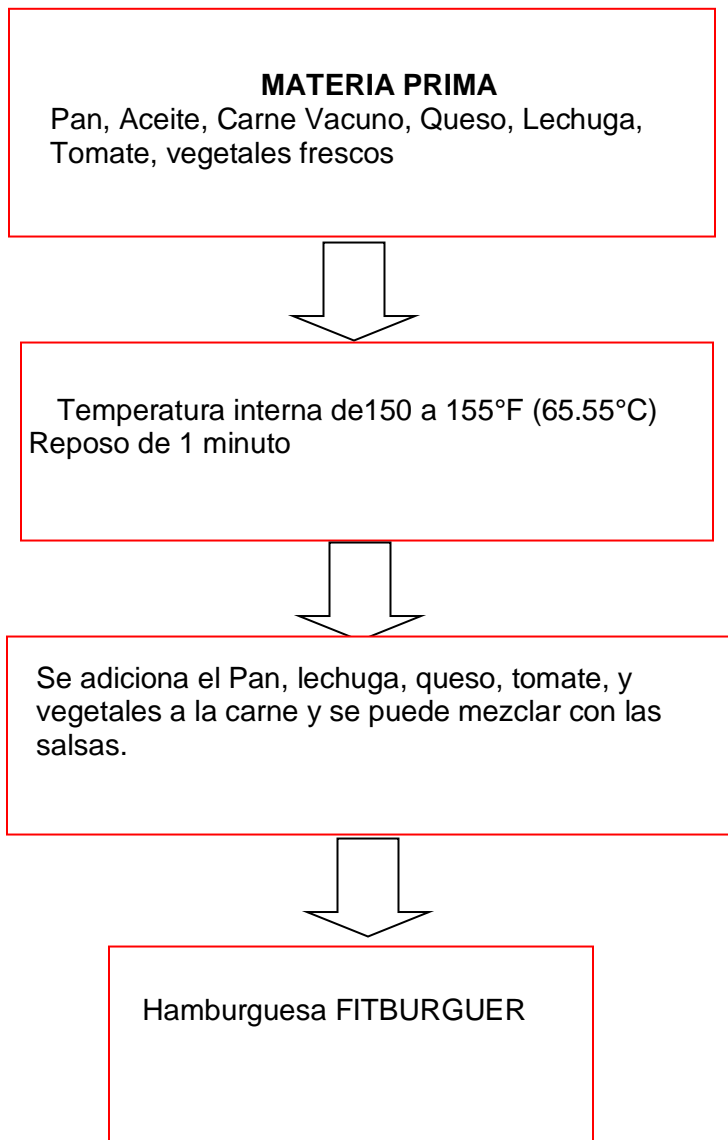 MATERIA PRIMA
Pan, Aceite, Carne Vacuno, Queso, Lechuga,
Tomate, vegetales frescos
Temperatura interna de150 a 155°F (65.55°C)
Reposo de 1 minuto
Se adiciona el Pan, lechuga, queso, tomate, y
vegetales a la carne y se puede mezclar con las
salsas.
Hamburguesa FITBURGUER